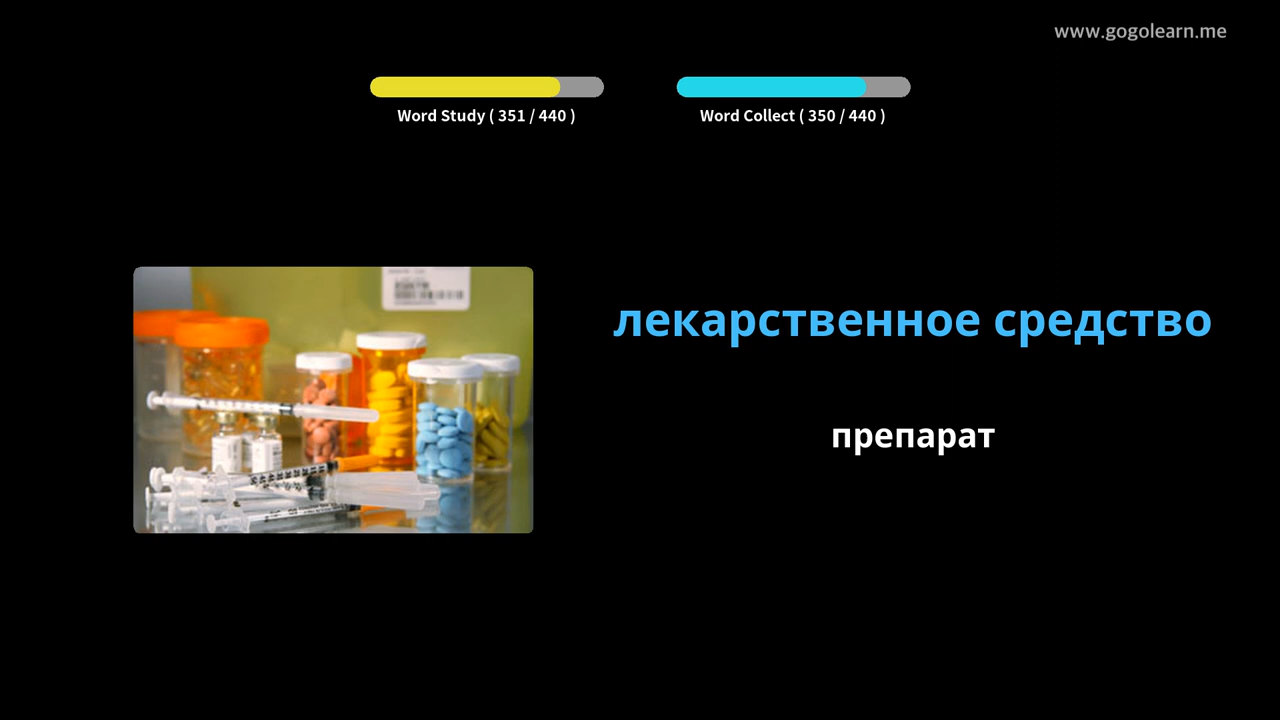 www.gogolearn.me
Word Study ( 351 / 440 )
Word Collect ( 350 / 440 )
лекарственное средство
препарат